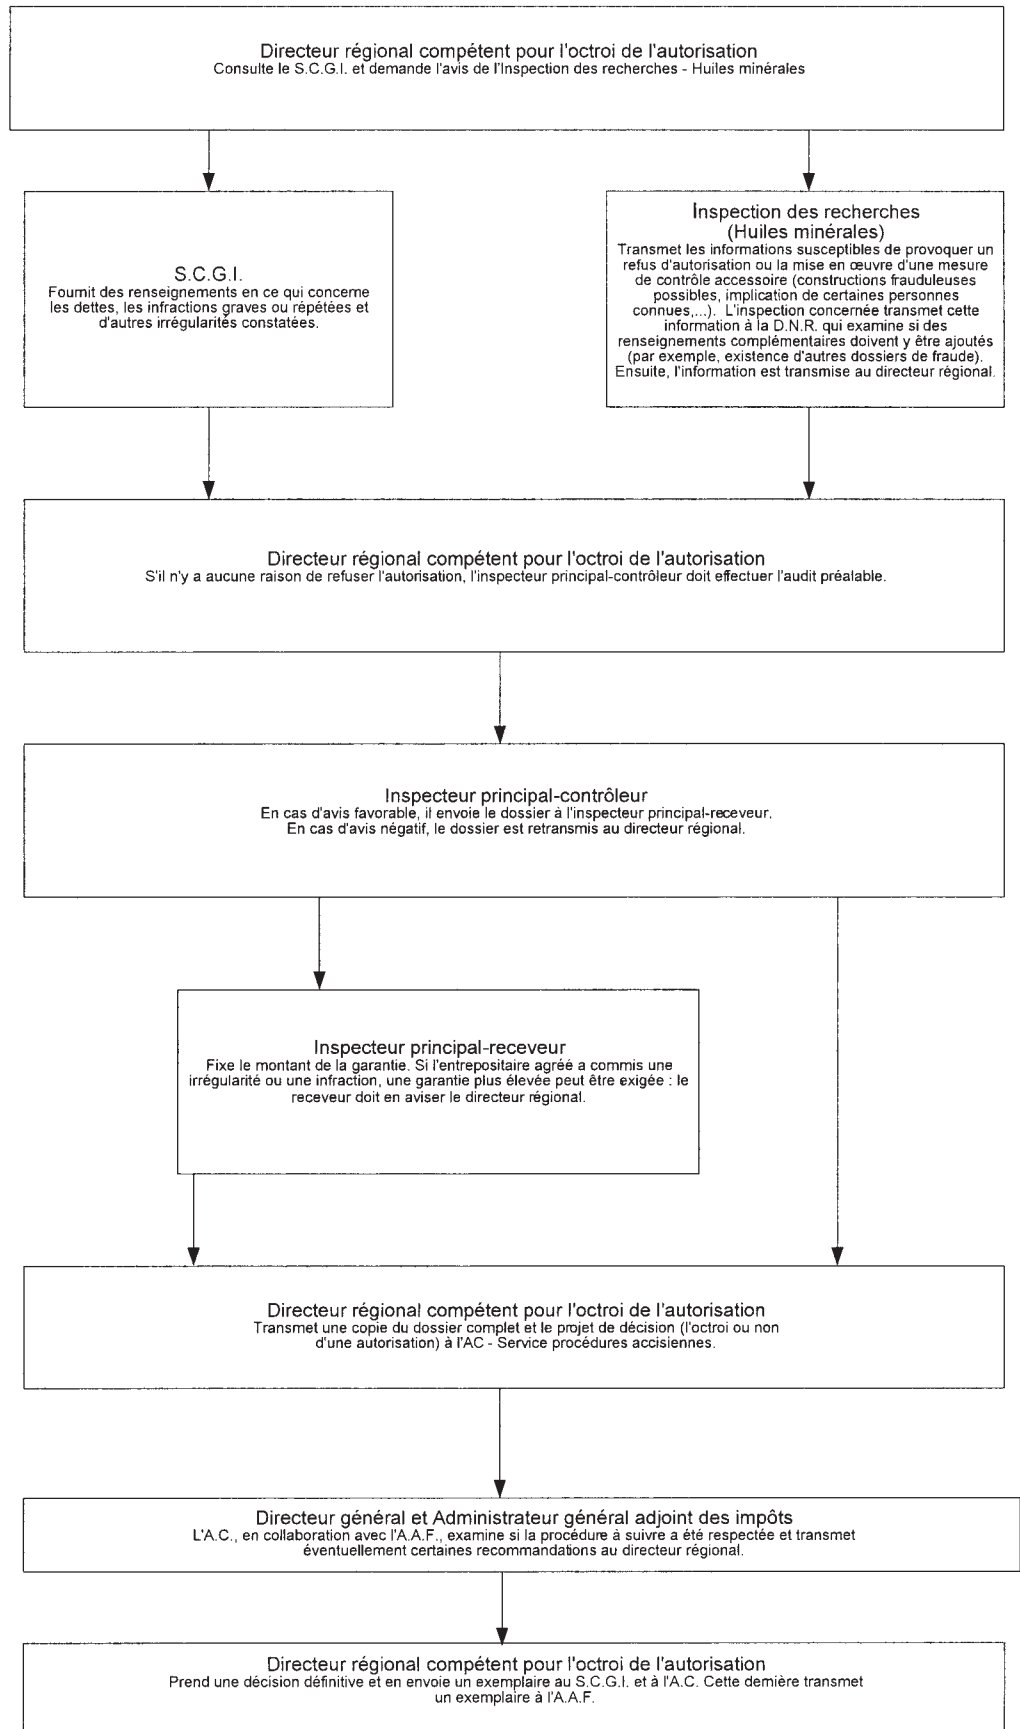 Directeur régional compétent pour l'octroi de l'autorisation
Consulte le S.C.G.I. et demande l'avis de l'Inspection des recherches - Huiles minérales
S.C.G.I.
Fournit des renseignements en ce qui concerne
les dettes, les infractions graves ou répétées et
d'autres irrégularités constatées.
Inspection des recherches
(Huiles minérales)
Transmet les informations susceptibles de provoquer un
refus d'autorisation ou la mise en œuvre d'une mesure
de contrôle accessoire (constructions frauduleuses
possibles, implication de certaines personnes
connues,...). L'inspection concernée transmet cette
information à la D.N.R. qui examine si des
renseignements complémentaires doivent y être ajoutés
(par exemple, existence d'autres dossiers de fraude).
Ensuite, l'information est transmise au directeur régional.
Directeur régional compétent pour l'octroi de l'autorisation
S'il n'y a aucune raison de refuser l'autorisation, l'inspecteur principal-contrôleur doit effectuer l'audit préalable.
Inspecteur principal-contrôleur
En cas d'avis favorable, il envoie le dossier à l'inspecteur principal-receveur.
En cas d'avis négatif, le dossier est retransmis au directeur régional.
Inspecteur principal-receveur
Fixe le montant de la garantie. Si l'entrepositaire agréé a commis une
irrégularité ou une infraction, une garantie plus élevée peut être exigée : le
receveur doit en aviser le directeur régional.
Directeur régional compétent pour l'octroi de l'autorisation
Transmet une copie du dossier complet et le projet de décision (l'octroi ou non
d'une autorisation) à l'AC - Service procédures accisiennes.
Directeur général et Administrateur général adjoint des impôts
L'A.C., en collaboration avec l'A.A.F., examine si la procédure à suivre a été respectée et transmet
éventuellement certaines recommandations au directeur régional.
Directeur régional compétent pour l'octroi de l'autorisation
Prend une décision définitive et en envoie un exemplaire au S.C.G.I. et à l'A.C. Cette dernière transmet
un exemplaire à l'A.A.F.